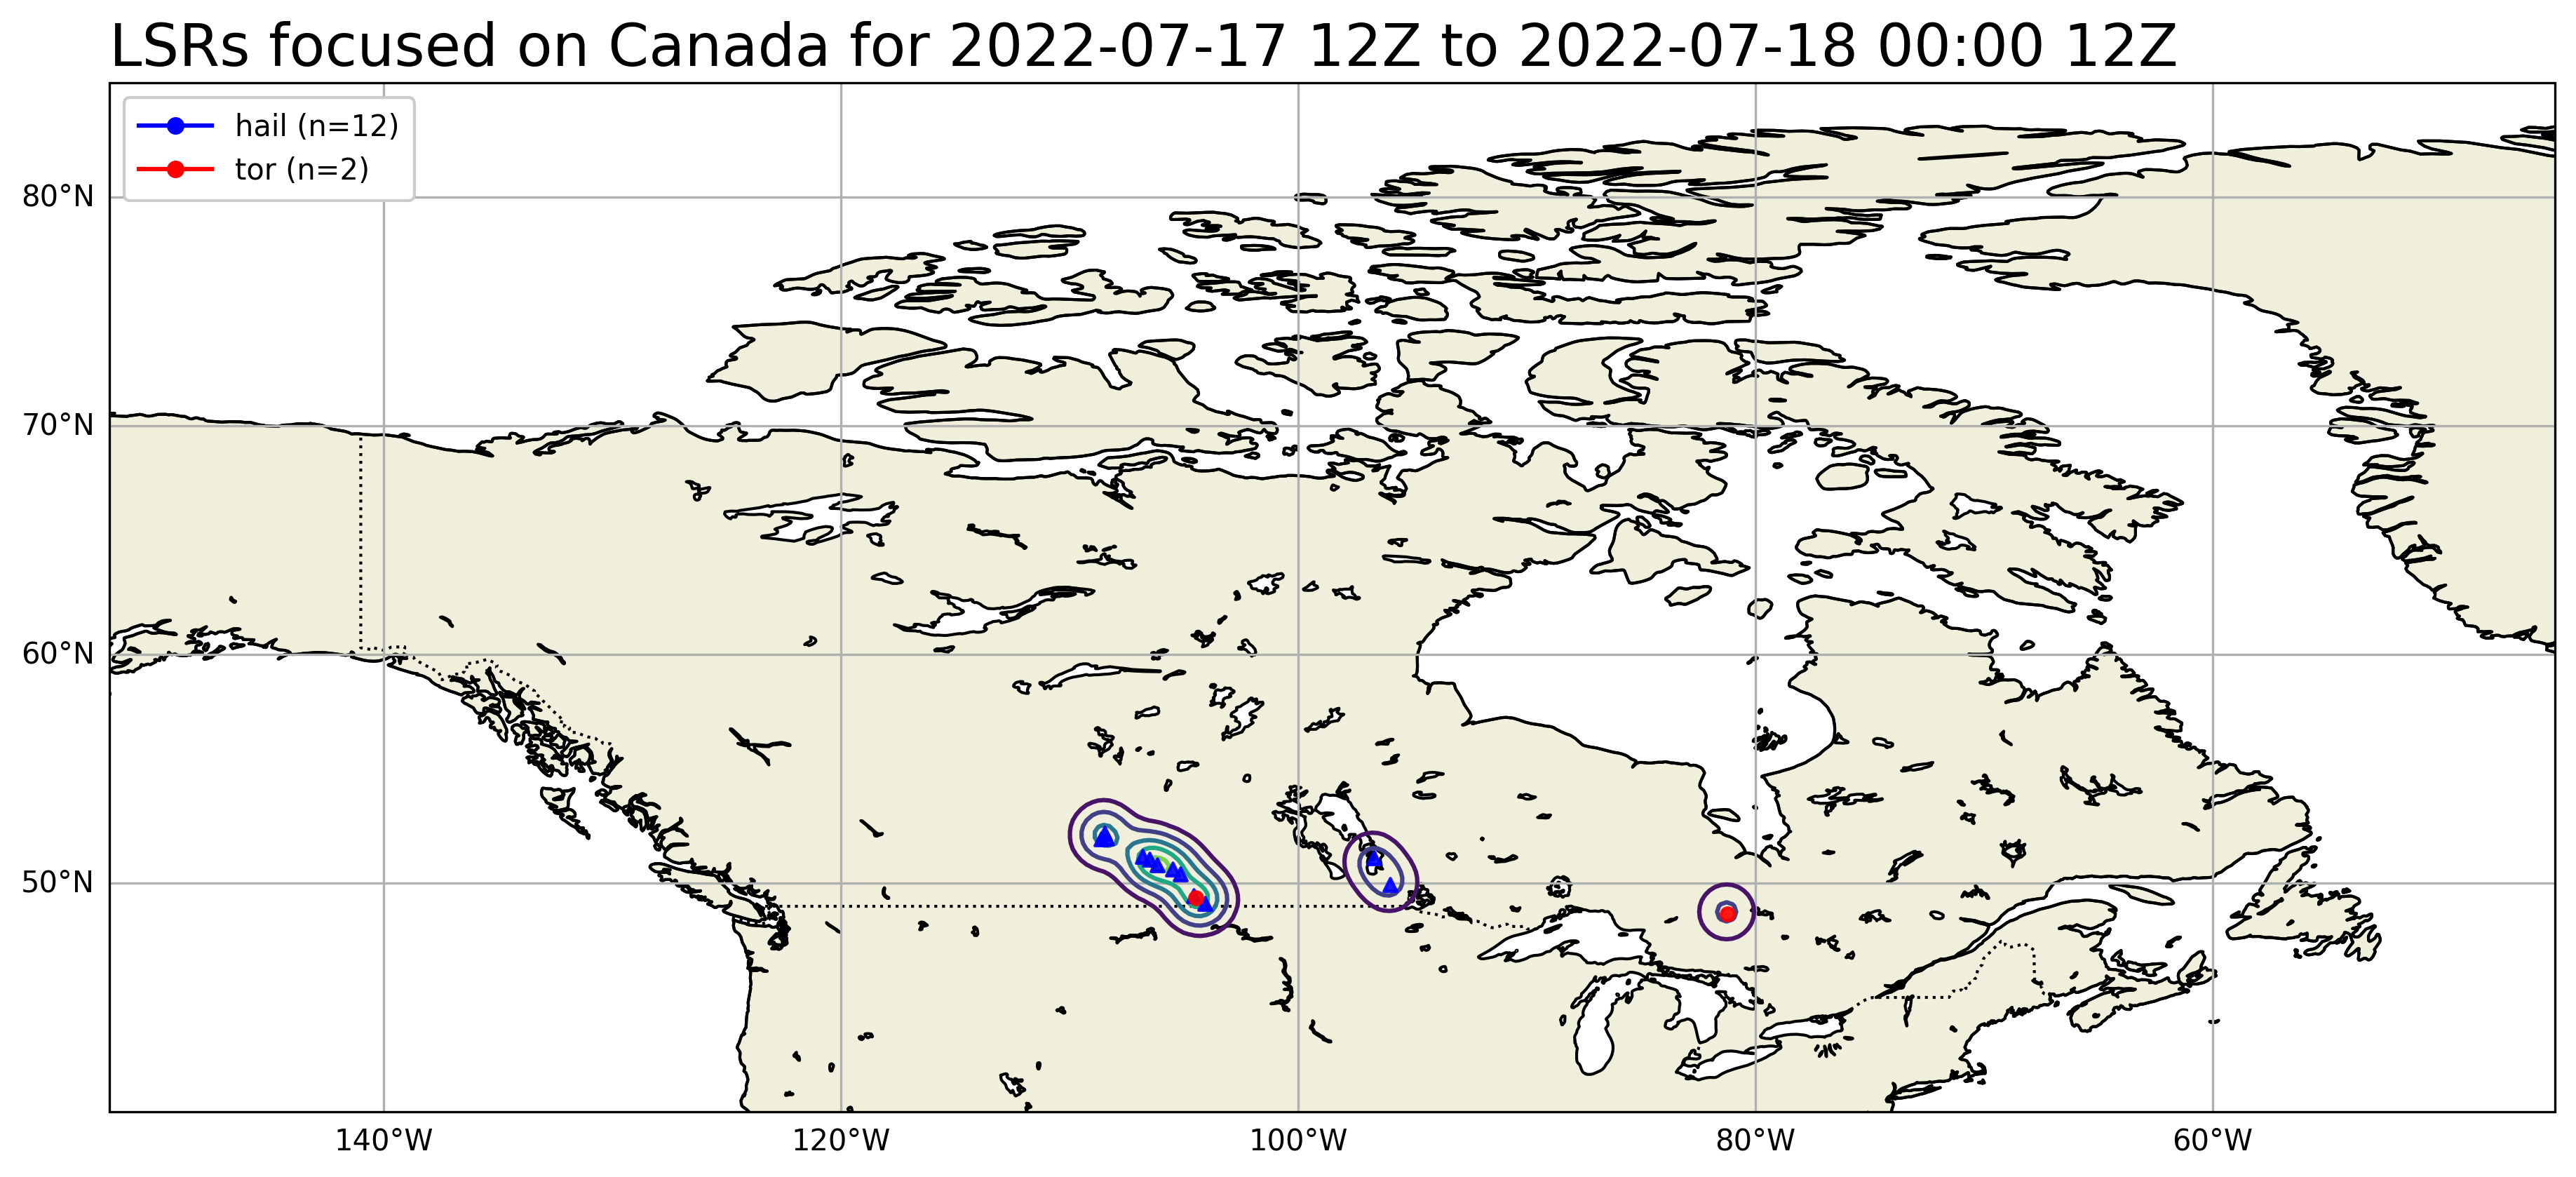 LSRs focused on Canada for 2022-07-17 12Z to 2022-07-18 00:00 12Z
hail (n=12)
tor (n=2)
80°N
70°N
60°N
50°N
140°W 120°W 100°W 80°W 60°W